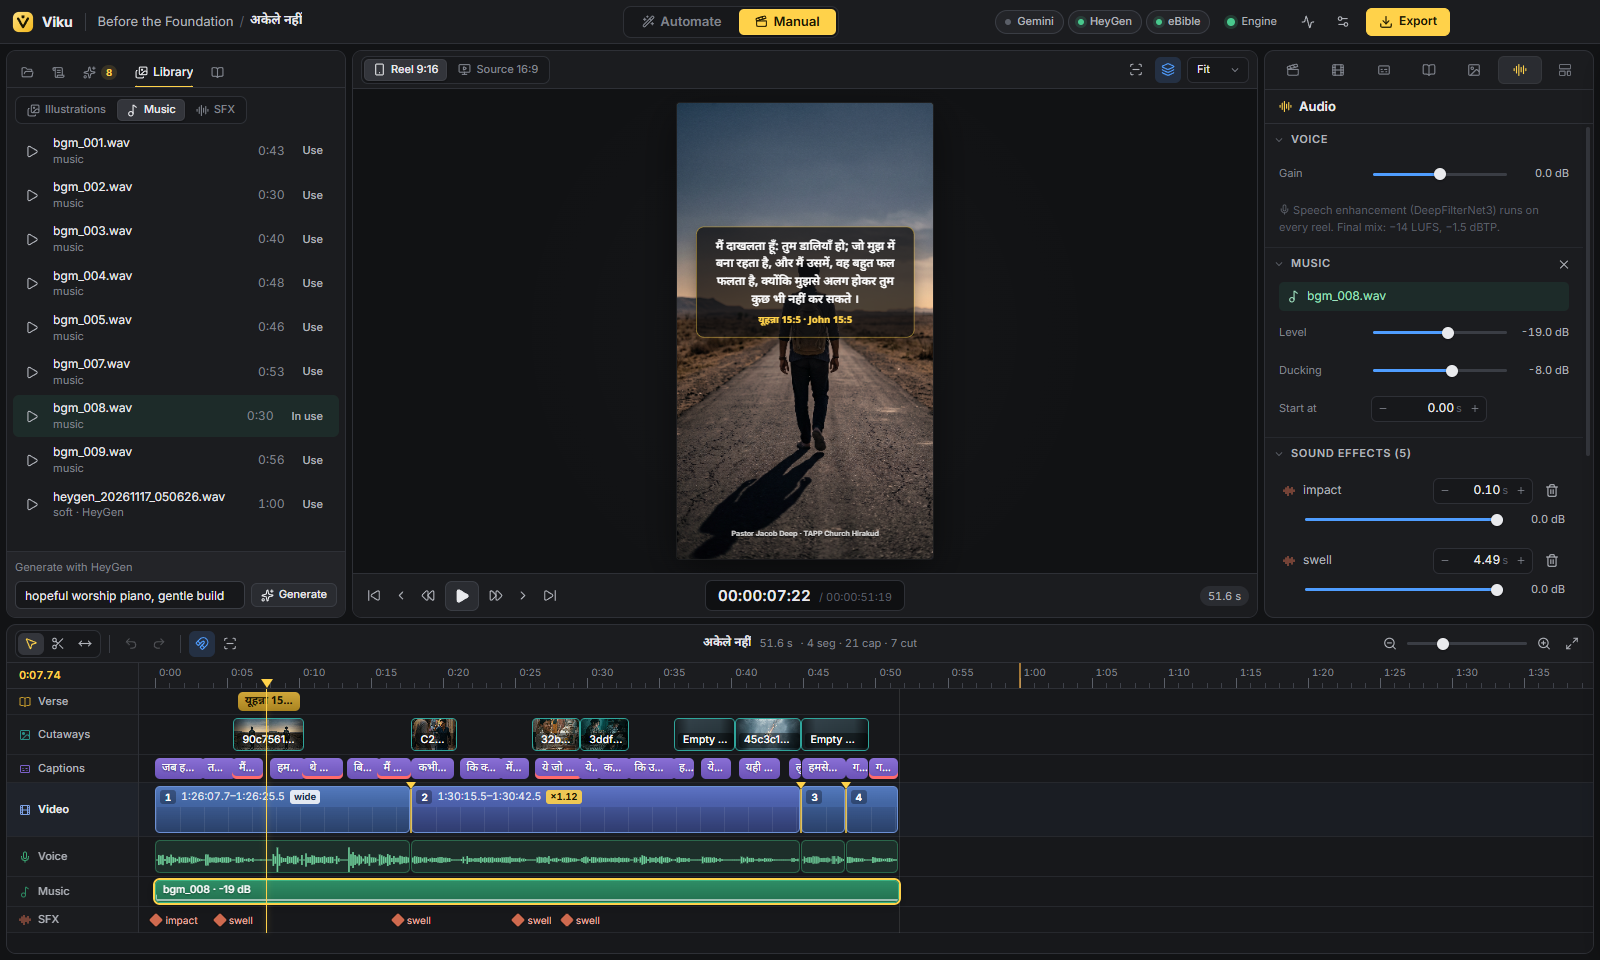 Viku
Before the Foundation / अकेले नहीं
Automate
Manual
Gemini
HeyGen
eBible
Engine
Export
8
Library
Illustrations
Music
SFX
bgm_001.wav
music
0:43
Use
bgm_002.wav
music
0:30
Use
bgm_003.wav
music
0:40
Use
bgm_004.wav
music
0:48
Use
bgm_005.wav
music
0:46
Use
bgm_007.wav
music
0:53
Use
bgm_008.wav
music
0:30
In use
bgm_009.wav
music
0:56
Use
heygen_20261117_050626.wav
soft · HeyGen
1:00
Use
Generate with HeyGen
hopeful worship piano, gentle build
Generate
Reel 9:16
Source 16:9
Fit
मैं दाखलता हूँ: तुम डालियाँ हो; जो मुझ में
बना रहता है, और मैं उसमें, वह बहुत फल
फलता है, क्योंकि मुझसे अलग होकर तुम
कुछ भी नहीं कर सकते ।
यूहन्ना 15:5 · John 15:5
Pastor Jacob Deep · TAPP Church Hirakud
00:00:07:22 / 00:00:51:19
51.6 s
Audio
VOICE
Gain
0.0 dB
Speech enhancement (DeepFilterNet3) runs on
every reel. Final mix: −14 LUFS, −1.5 dBTP.
MUSIC
bgm_008.wav
Level
-19.0 dB
Ducking
-8.0 dB
Start at
− 0.00 s +
SOUND EFFECTS (5)
impact
− 0.10 s +
0.0 dB
swell
− 4.49 s +
0.0 dB
अकेले नहीं 51.6 s · 4 seg · 21 cap · 7 cut
0:07.74
0:00 0:05 0:10 0:15 0:20 0:25 0:30 0:35 0:40 0:45 0:50 0:55 1:00 1:05 1:10 1:15 1:20 1:25 1:30 1:35
Verse
यूहन्ना 15...
Cutaways
90c7561... C2... 32b... 3ddf... Empty ... 45c3c1... Empty ...
Captions
जब ह... त... मैं... हम... थे ... बि... मैं ... कभी... कि क... में... ये जो ... ये.. क... कि उ... ह... ये... यही ... हमसे... ग... ग...
Video
1 1:26:07.7–1:26:25.5 wide
2 1:30:15.5–1:30:42.5 ×1.12
3
4
Voice
Music
bgm_008 · -19 dB
SFX
impact swell swell swell swell